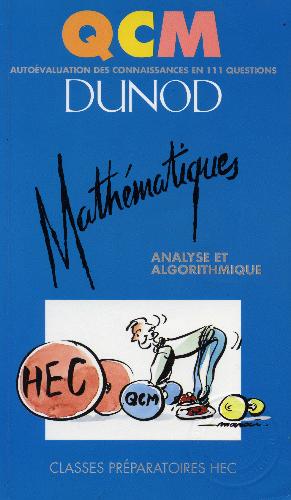 QCM
AUTOÉVALUATION DES CONNAISSANCES EN 111 QUESTIONS
DUNOD
Mathématiques
ANALYSE ET
ALGORITHMIQUE
HEC
QCM
CLASSES PRÉPARATOIRES HEC